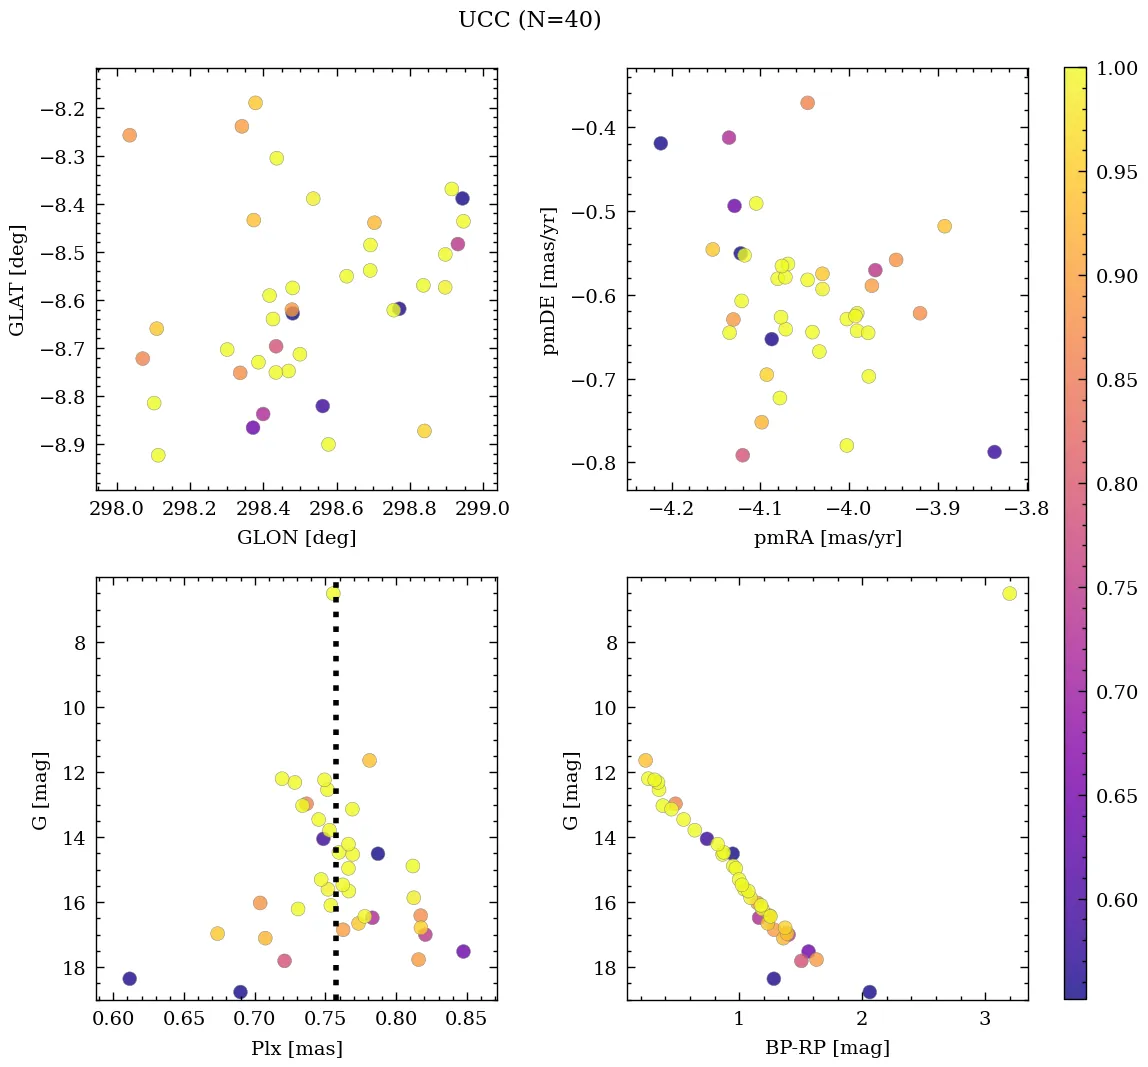 UCC (N=40)
−8.2
−8.3
−8.4
−8.5
−8.6
−8.7
−8.8
−8.9
GLAT [deg]
298.0 298.2 298.4 298.6 298.8 299.0
GLON [deg]
−0.4
−0.5
−0.6
−0.7
−0.8
pmDE [mas/yr]
−4.2 −4.1 −4.0 −3.9 −3.8
pmRA [mas/yr]
8
10
12
14
16
18
G [mag]
0.60 0.65 0.70 0.75 0.80 0.85
Plx [mas]
8
10
12
14
16
18
G [mag]
1 2 3
BP-RP [mag]
1.00
0.95
0.90
0.85
0.80
0.75
0.70
0.65
0.60